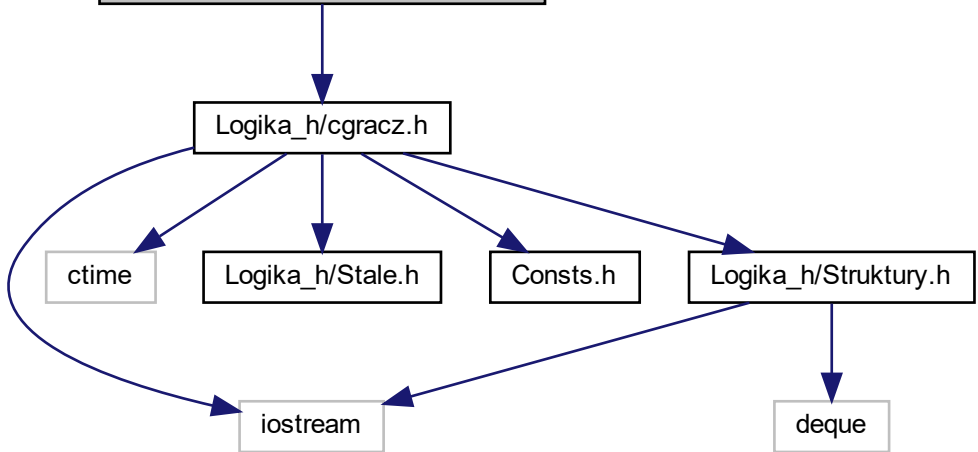 Logika_h/cgracz.h
ctime
Logika_h/Stale.h
Consts.h
Logika_h/Struktury.h
iostream
deque